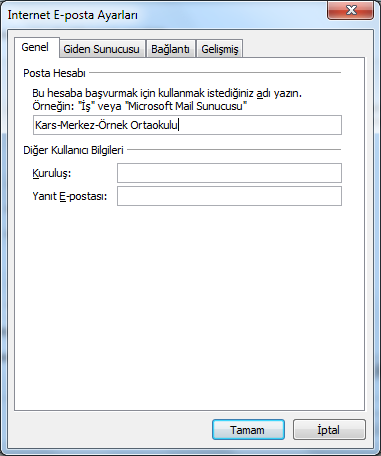 Internet E-posta Ayarları
Genel
Giden Sunucusu
Bağlantı
Gelişmiş
Posta Hesabı
Bu hesaba başvurmak için kullanmak istediğiniz adı yazın.
Örneğin: "İş" veya "Microsoft Mail Sunucusu"
Kars-Merkez-Örnek Ortaokulu
Diğer Kullanıcı Bilgileri
Kuruluş:
Yanıt E-postası:
Tamam
İptal